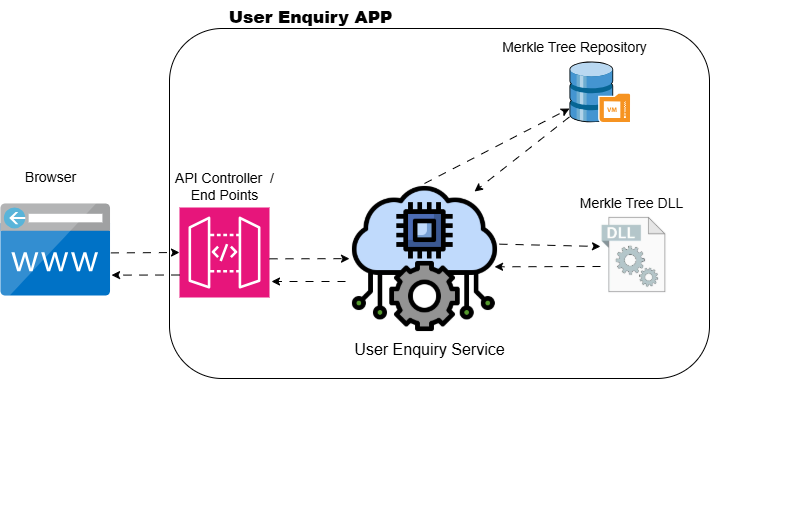 User Enquiry APP
Merkle Tree Repository
VM
Browser
API Controller /
End Points
Merkle Tree DLL
WWW
</>
DLL
User Enquiry Service